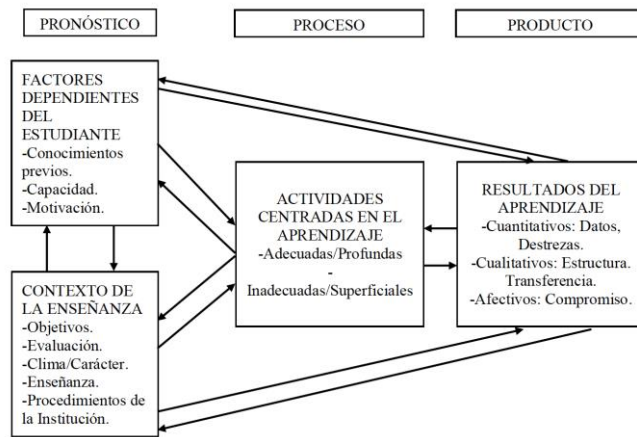 PRONÓSTICO
PROCESO
PRODUCTO
FACTORES
DEPENDIENTES
DEL
ESTUDIANTE
-Conocimientos
previos.
-Capacidad.
-Motivación.
CONTEXTO DE
LA ENSEÑANZA
-Objetivos.
-Evaluación.
-Clima/Carácter.
-Enseñanza.
-Procedimientos de
la Institución.
ACTIVIDADES
CENTRADAS EN EL
APRENDIZAJE
-Adecuadas/Profundas
-
Inadecuadas/Superficiales
RESULTADOS DEL
APRENDIZAJE
-Cuantitativos: Datos,
Destrezas.
-Cualitativos: Estructura.
Transferencia.
-Afectivos: Compromiso.